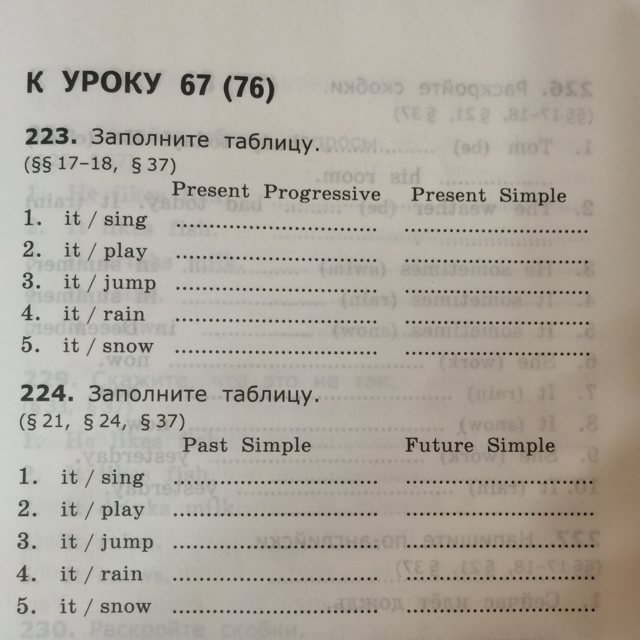 К УРОКУ 67 (76)
223. Заполните таблицу.
(§§ 17–18, § 37)
Present Progressive Present Simple
1. it / sing ........................ ........................
2. it / play ........................ ........................
3. it / jump ........................ ........................
4. it / rain ........................ ........................
5. it / snow ........................ ........................
224. Заполните таблицу.
(§ 21, § 24, § 37)
Past Simple Future Simple
1. it / sing ........................ ........................
2. it / play ........................ ........................
3. it / jump ........................ ........................
4. it / rain ........................ ........................
5. it / snow ........................ ........................